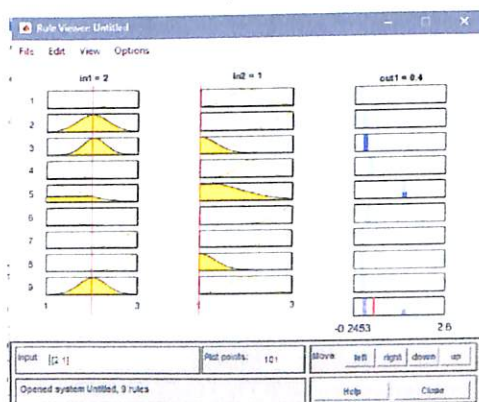 Rule Viewer: Untitled
File Edit View Options
in1 = 2 in2 = 1 out1 = 0.4
1
2
3
4
5
6
7
8
9
1 3 1 3
-0.2453 2.6
Input: [2 1] Plot points: 101 Move: left right down up
Opened system Untitled, 9 rules Help Close